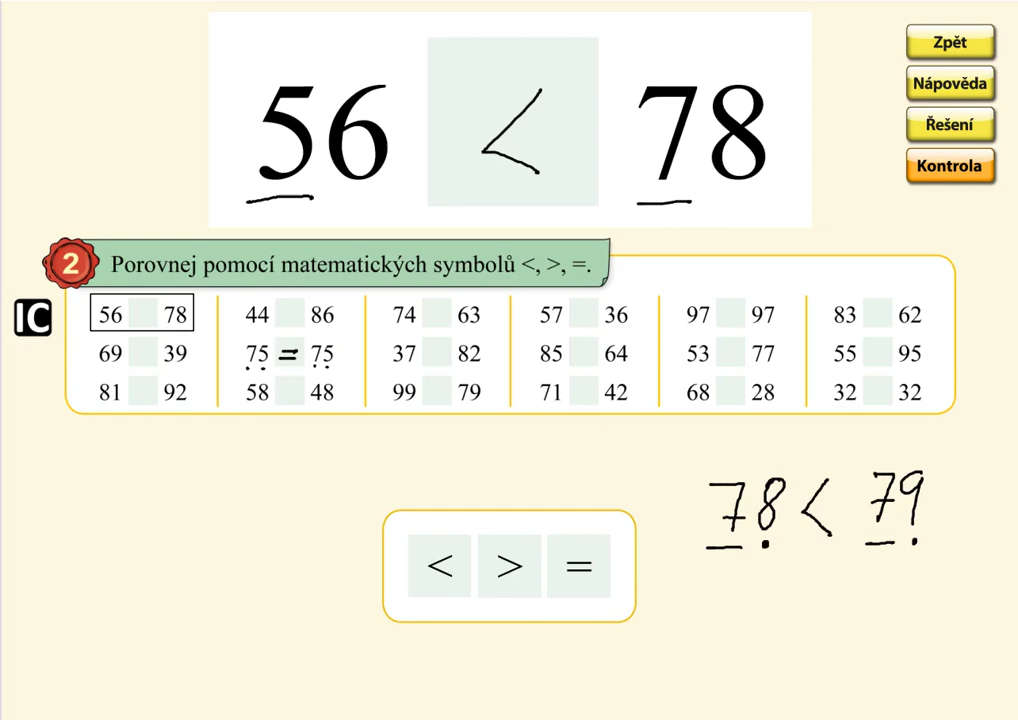 56 < 78
Zpět
Nápověda
Řešení
Kontrola
2 Porovnej pomocí matematických symbolů <, >, =.
IC
56 78 44 86 74 63 57 36 97 97 83 62
69 39 75 = 75 37 82 85 64 53 77 55 95
81 92 58 48 99 79 71 42 68 28 32 32
78 < 79
< > =